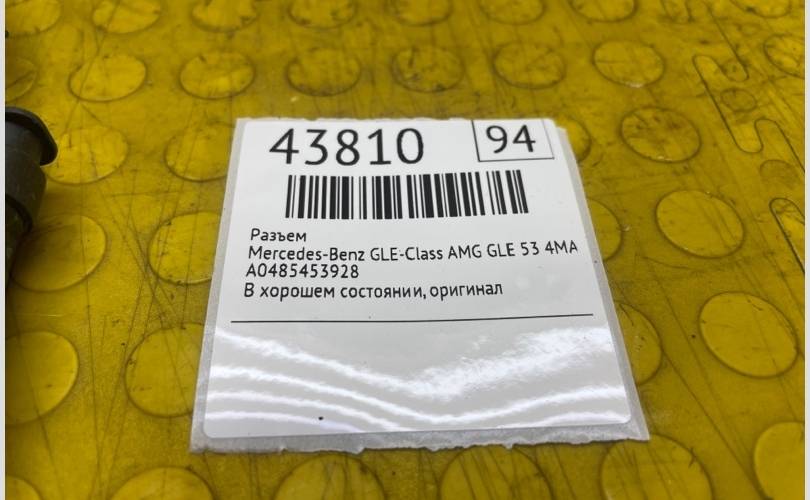 43810 94
Разъем
Mercedes-Benz GLE-Class AMG GLE 53 4MA
A0485453928
В хорошем состоянии, оригинал